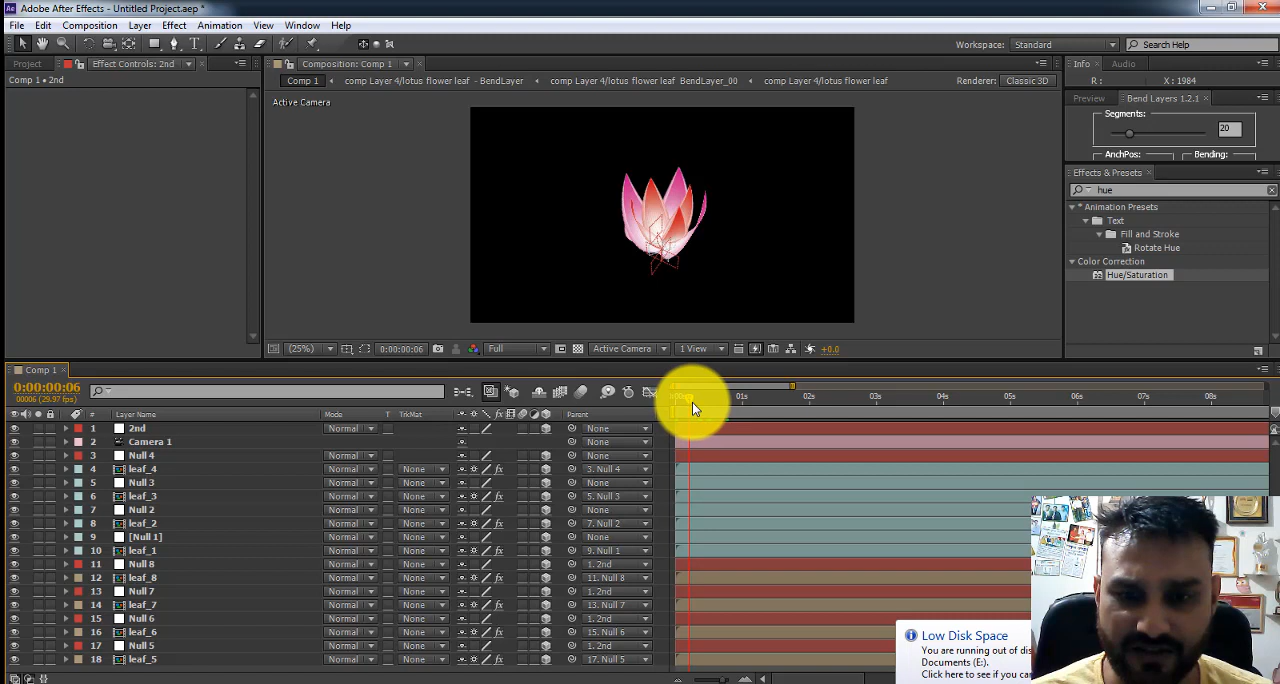 Adobe After Effects - Untitled Project.aep *
File Edit Composition Layer Effect Animation View Window Help
Workspace: Standard Search Help
Project Effect Controls: 2nd Composition: Comp 1 Info Audio
Comp 1 • 2nd
Comp 1 comp Layer 4/lotus flower leaf - BendLayer comp Layer 4/lotus flower leaf BendLayer_00 comp Layer 4/lotus flower leaf Renderer: Classic 3D
R : X : 1984
Active Camera
Preview Bend Layers 1.2.1
Segments:
20
AnchPos: Bending:
Effects & Presets
hue
* Animation Presets
Text
Fill and Stroke
Rotate Hue
Color Correction
Hue/Saturation
(25%) 0:00:00:06 Full Active Camera 1 View +0.0
Comp 1
0:00:00:06
00006 (29.97 fps)
01s 02s 03s 04s 05s 06s 07s 08s
# Layer Name Mode T TrkMat Parent
1 2nd Normal None
2 Camera 1 None
3 Null 4 Normal None
4 leaf_4 Normal None 3. Null 4
5 Null 3 Normal None None
6 leaf_3 Normal None 5. Null 3
7 Null 2 Normal None None
8 leaf_2 Normal None 7. Null 2
9 [Null 1] Normal None None
10 leaf_1 Normal None 9. Null 1
11 Null 8 Normal None 1. 2nd
12 leaf_8 Normal None 11. Null 8
13 Null 7 Normal None 1. 2nd
14 leaf_7 Normal None 13. Null 7
15 Null 6 Normal None 1. 2nd
16 leaf_6 Normal None 15. Null 6
17 Null 5 Normal None 1. 2nd
18 leaf_5 Normal None 17. Null 5
Low Disk Space
You are running out of
Documents (E:).
Click here to see if you